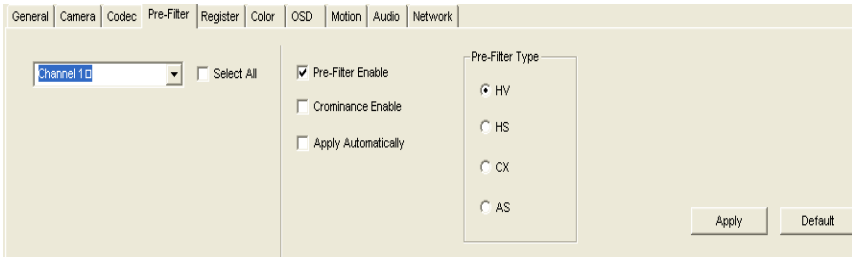 General Camera Codec Pre-Filter Register Color OSD Motion Audio Network
Channel 1
Select All
Pre-Filter Enable
Crominance Enable
Apply Automatically
Pre-Filter Type
HV
HS
CX
AS
Apply Default